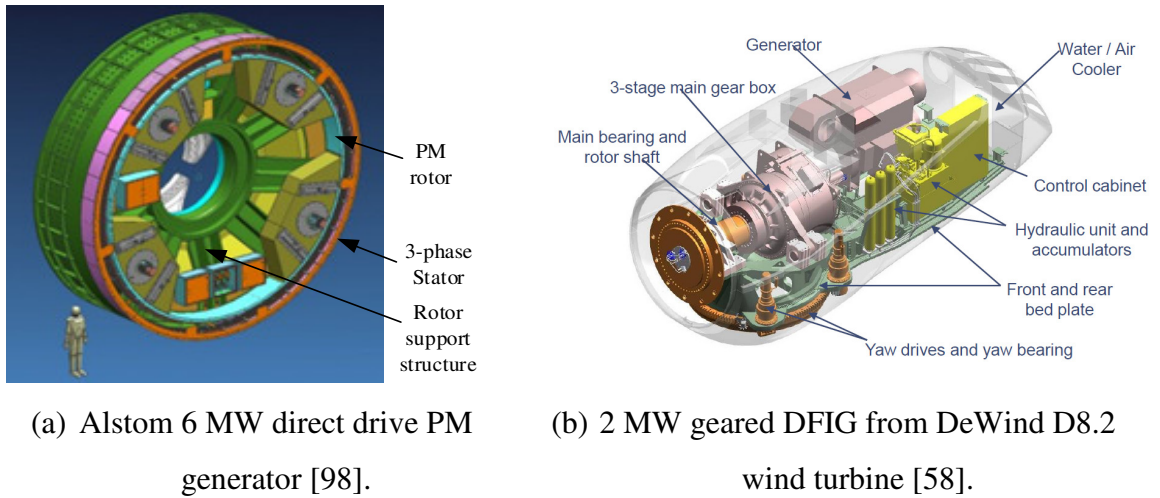 PM
rotor
3-phase
Stator
Rotor
support
structure
(a) Alstom 6 MW direct drive PM
generator [98].
Generator
Water / Air
Cooler
3-stage main gear box
Main bearing and
rotor shaft
Control cabinet
Hydraulic unit and
accumulators
Front and rear
bed plate
Yaw drives and yaw bearing
(b) 2 MW geared DFIG from DeWind D8.2
wind turbine [58].